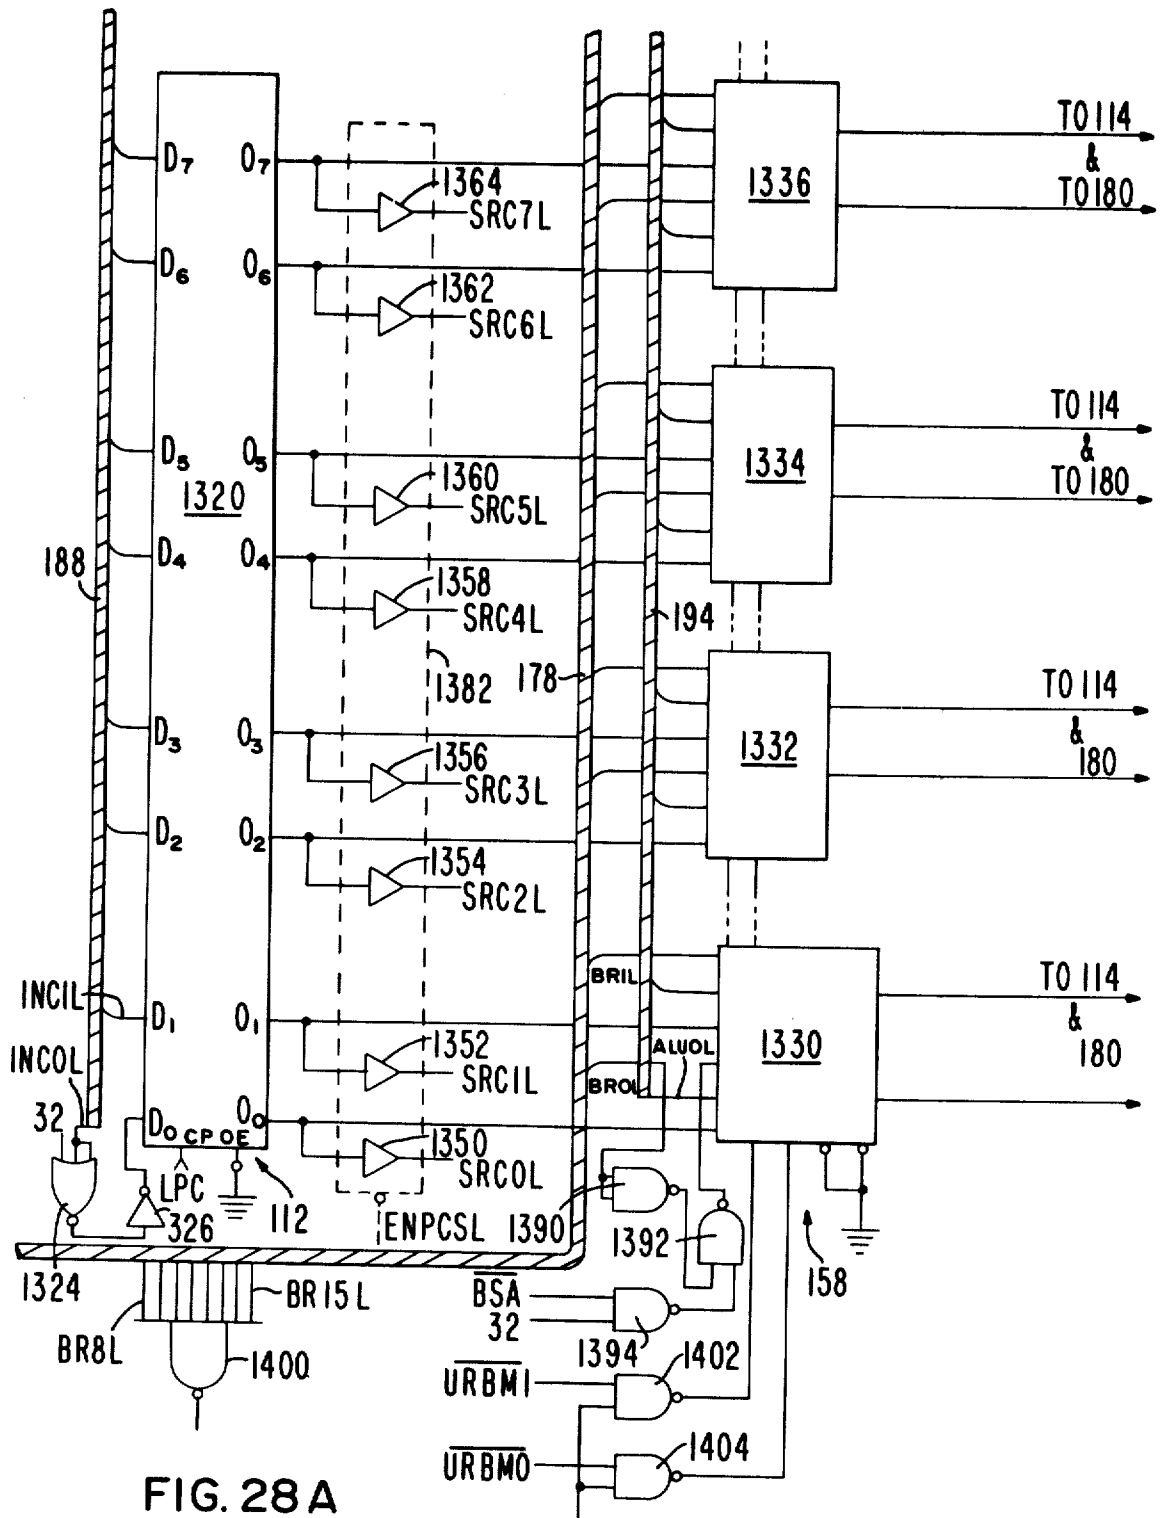 TO 114
&
TO 180
1336
D7 O7
1364
SRC7L
D6 O6
1362
SRC6L
TO 114
&
TO 180
1334
D5 O5
1320
1360
SRC5L
188
D4 O4
1358
SRC4L
194
1382
178
TO 114
&
180
1332
D3 O3
1356
SRC3L
D2 O2
1354
SRC2L
BRIL
TO 114
&
180
1330
INCIL
D1 O1
1352
SRC1L
ALUOL
BROL
INCOL
32
DO CP OE
O0
1350
SRCOL
LPC
326
112
ENPCSL
1390
1392
158
1324
BSA
32
1394
BR15L
BR8L
1400
1402
URBM1
1404
URBMO
FIG. 28A